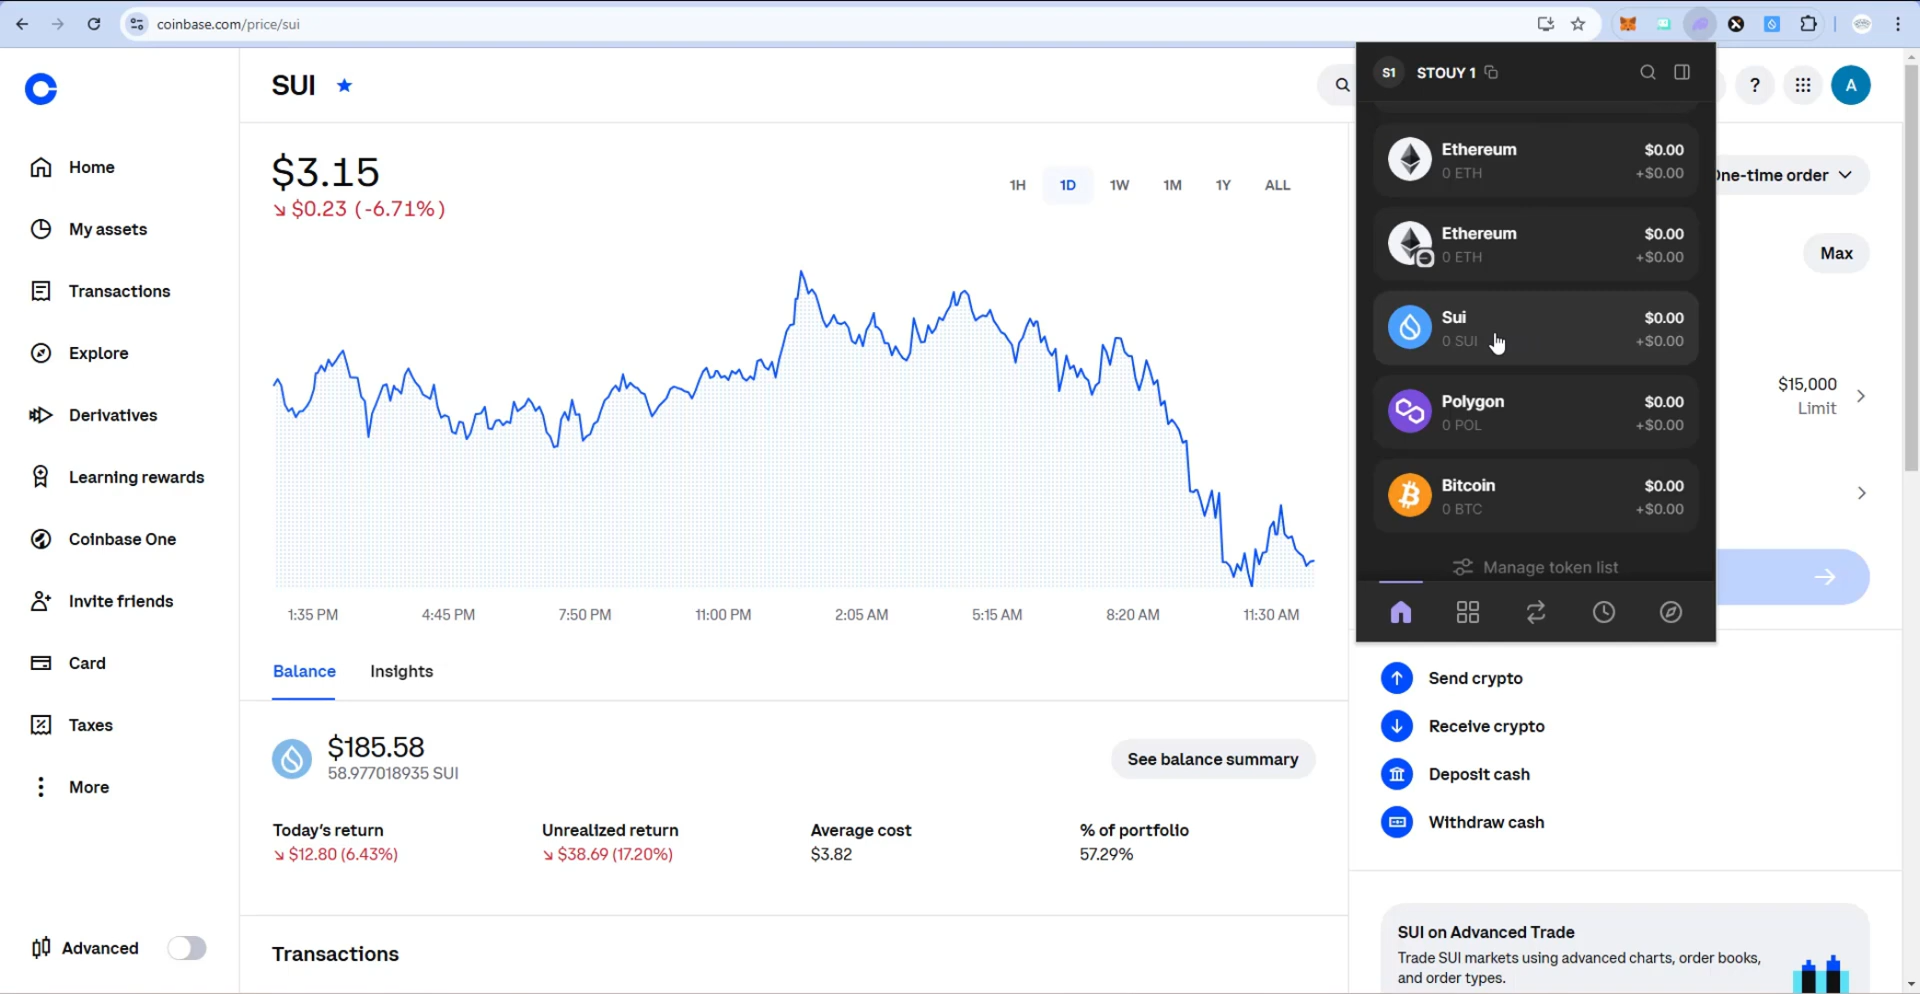 coinbase.com/price/sui
SUI
Home
My assets
Transactions
Explore
Derivatives
Learning rewards
Coinbase One
Invite friends
Card
Taxes
More
Advanced
$3.15
$0.23 (-6.71%)
1H 1D 1W 1M 1Y ALL
1:35 PM 4:45 PM 7:50 PM 11:00 PM 2:05 AM 5:15 AM 8:20 AM 11:30 AM
Balance Insights
$185.58
58.977018935 SUI
See balance summary
Today's return Unrealized return Average cost % of portfolio
$12.80 (6.43%) $38.69 (17.20%) $3.82 57.29%
Transactions
S1 STOUY 1
Ethereum $0.00
0 ETH +$0.00
Ethereum $0.00
0 ETH +$0.00
Sui $0.00
0 SUI +$0.00
Polygon $0.00
0 POL +$0.00
Bitcoin $0.00
0 BTC +$0.00
Manage token list
? A
ne-time order
Max
$15,000
Limit
Send crypto
Receive crypto
Deposit cash
Withdraw cash
SUI on Advanced Trade
Trade SUI markets using advanced charts, order books,
and order types.